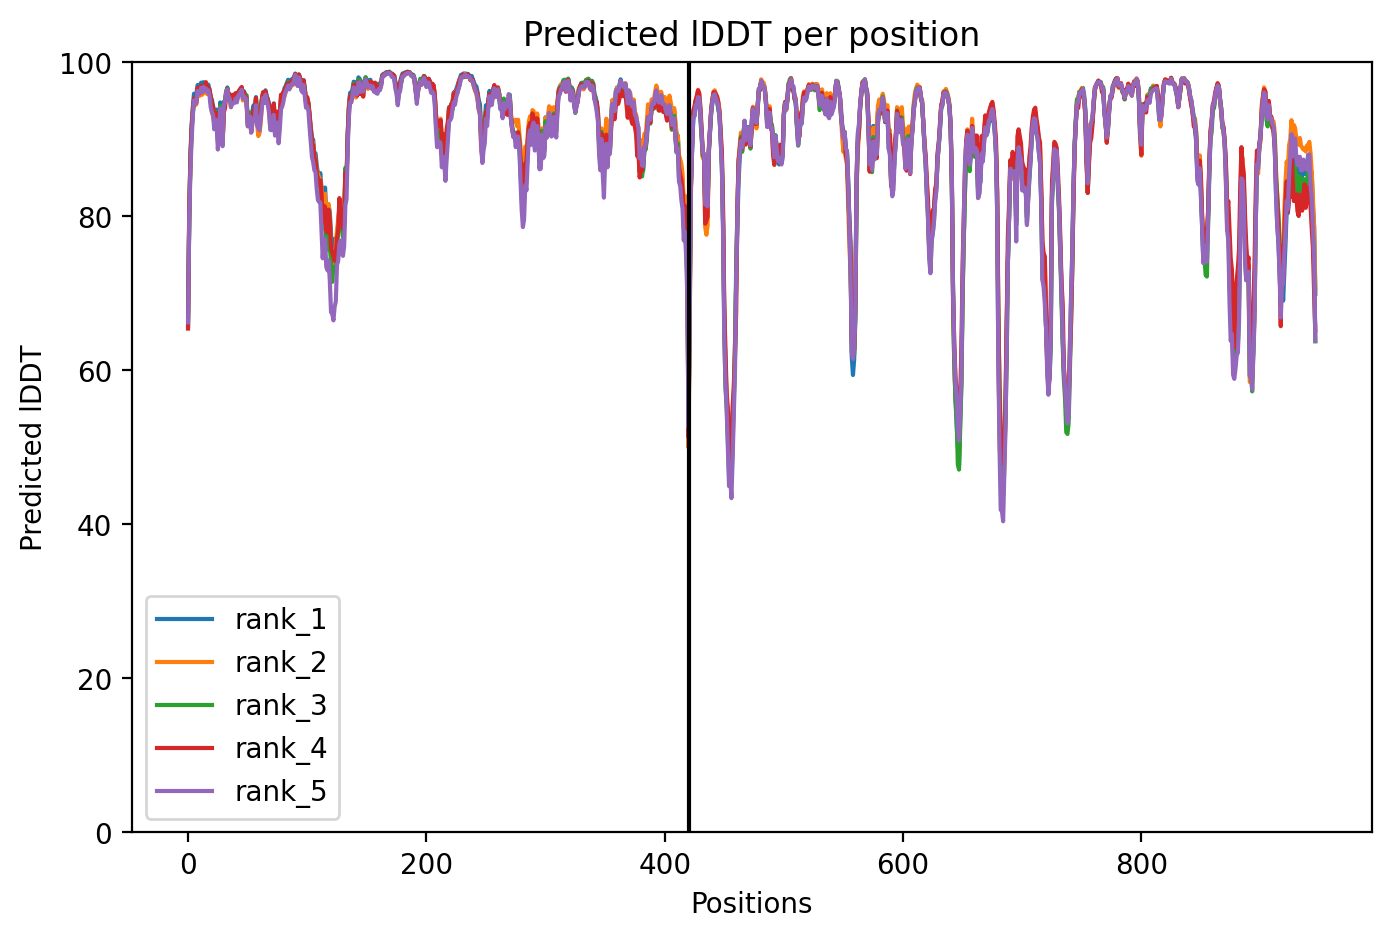 Predicted lDDT per position
100
80
60
40
20
0
Predicted lDDT
rank_1
rank_2
rank_3
rank_4
rank_5
0 200 400 600 800
Positions